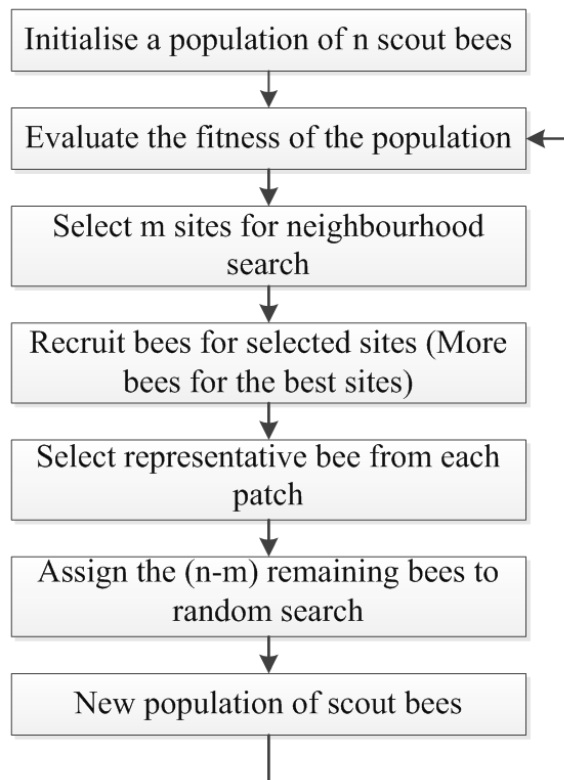 Initialise a population of n scout bees
Evaluate the fitness of the population
Select m sites for neighbourhood
search
Recruit bees for selected sites (More
bees for the best sites)
Select representative bee from each
patch
Assign the (n-m) remaining bees to
random search
New population of scout bees